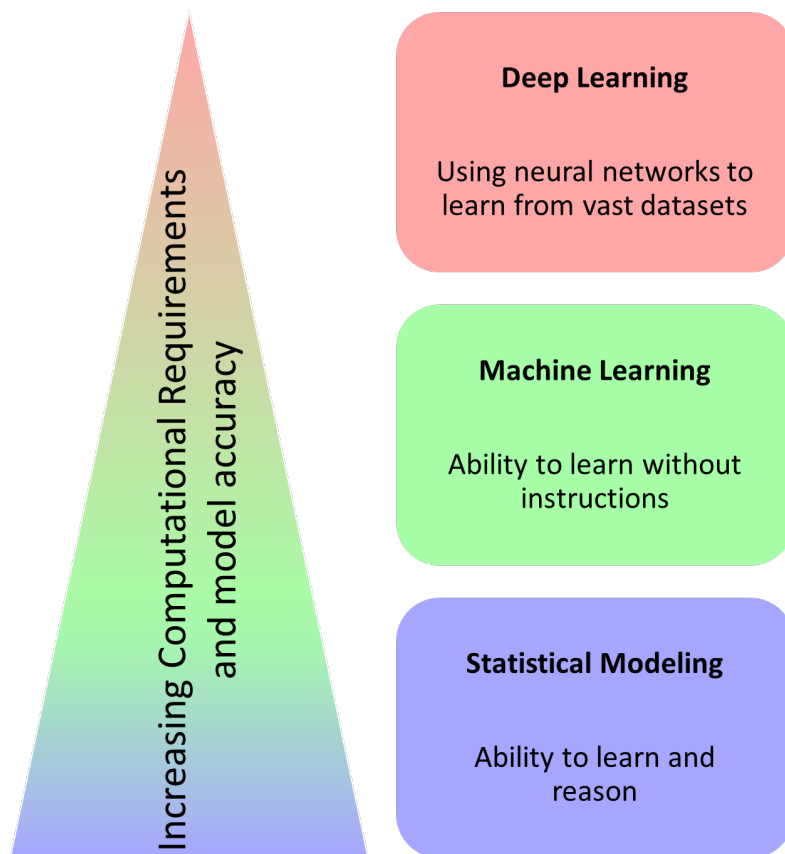 Increasing Computational Requirements
and model accuracy
Deep Learning
Using neural networks to
learn from vast datasets
Machine Learning
Ability to learn without
instructions
Statistical Modeling
Ability to learn and
reason